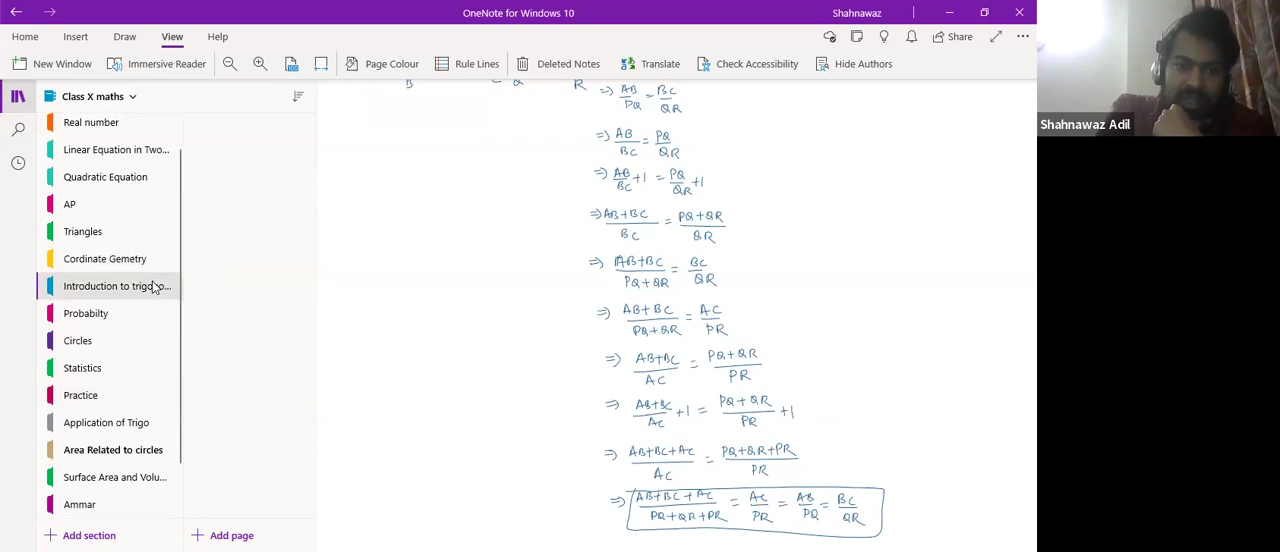 OneNote for Windows 10
Shahnawaz
Home Insert Draw View Help
Share
New Window Immersive Reader Page Colour Rule Lines Deleted Notes Translate Check Accessibility Hide Authors
Class X maths
Real number
Linear Equation in Two...
Quadratic Equation
AP
Triangles
Cordinate Gemetry
Introduction to trigo o...
Probabilty
Circles
Statistics
Practice
Application of Trigo
Area Related to circles
Surface Area and Volu...
Ammar
Add section
Add page
B C Q R
=> AB/PQ = BC/QR
=> AB/BC = PQ/QR
=> AB/BC + 1 = PQ/QR + 1
=> AB+BC/BC = PQ+QR/QR
=> AB+BC/PQ+QR = BC/QR
=> AB+BC/PQ+QR = AC/PR
=> AB+BC/AC = PQ+QR/PR
=> AB+BC/AC + 1 = PQ+QR/PR + 1
=> AB+BC+AC/AC = PQ+QR+PR/PR
=> AB+BC+AC/PQ+QR+PR = AC/PR = AB/PQ = BC/QR
Shahnawaz Adil